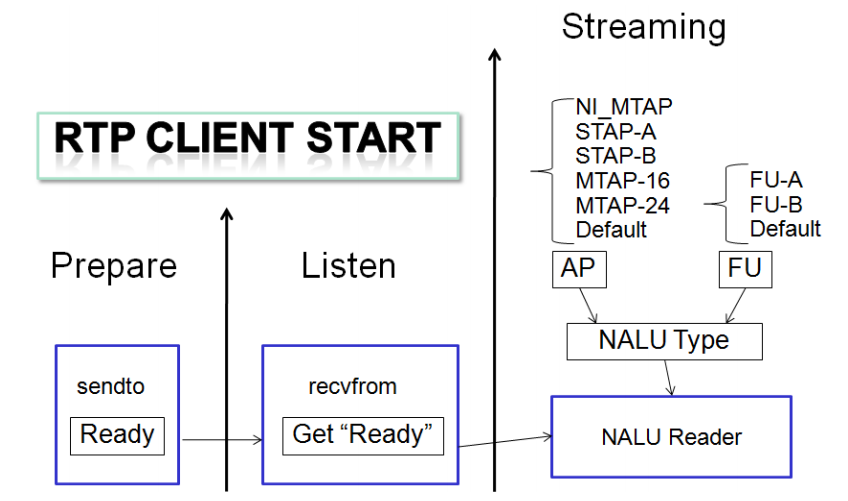 Streaming
RTP CLIENT START
NI_MTAP
STAP-A
STAP-B
MTAP-16
MTAP-24
Default
FU-A
FU-B
Default
Prepare
Listen
AP
FU
NALU Type
sendto
Ready
recvfrom
Get “Ready”
NALU Reader